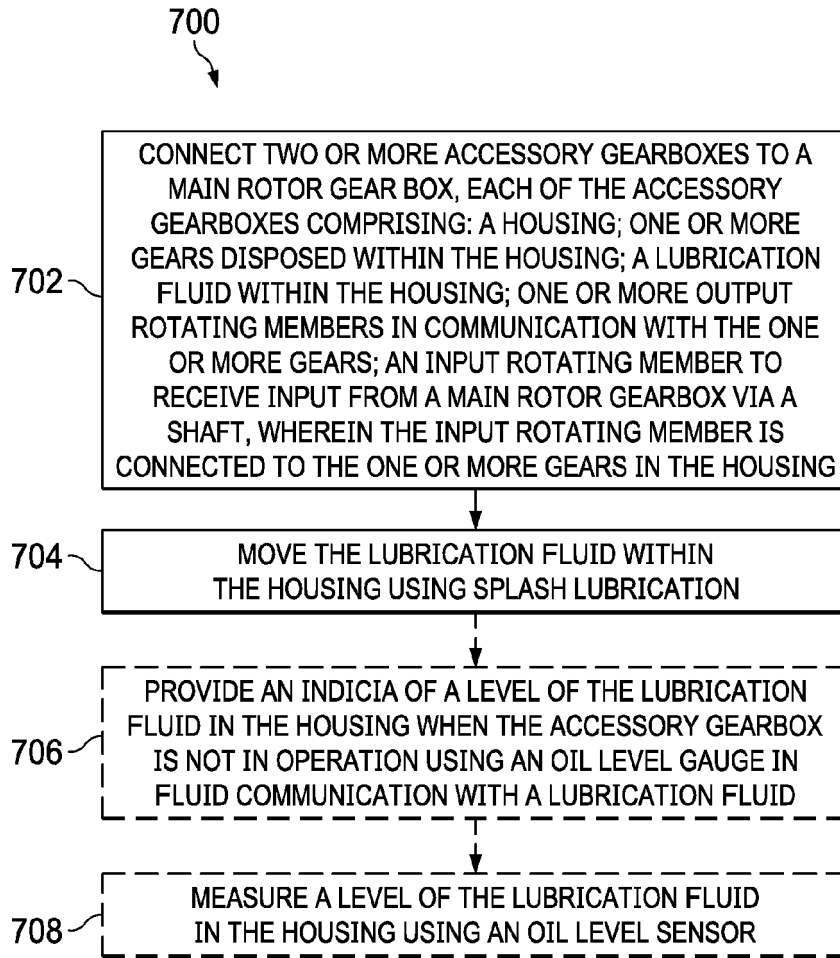 700
702
CONNECT TWO OR MORE ACCESSORY GEARBOXES TO A
MAIN ROTOR GEAR BOX, EACH OF THE ACCESSORY
GEARBOXES COMPRISING: A HOUSING; ONE OR MORE
GEARS DISPOSED WITHIN THE HOUSING; A LUBRICATION
FLUID WITHIN THE HOUSING; ONE OR MORE OUTPUT
ROTATING MEMBERS IN COMMUNICATION WITH THE ONE
OR MORE GEARS; AN INPUT ROTATING MEMBER TO
RECEIVE INPUT FROM A MAIN ROTOR GEARBOX VIA A
SHAFT, WHEREIN THE INPUT ROTATING MEMBER IS
CONNECTED TO THE ONE OR MORE GEARS IN THE HOUSING
704
MOVE THE LUBRICATION FLUID WITHIN
THE HOUSING USING SPLASH LUBRICATION
706
PROVIDE AN INDICIA OF A LEVEL OF THE LUBRICATION
FLUID IN THE HOUSING WHEN THE ACCESSORY GEARBOX
IS NOT IN OPERATION USING AN OIL LEVEL GAUGE IN
FLUID COMMUNICATION WITH A LUBRICATION FLUID
708
MEASURE A LEVEL OF THE LUBRICATION FLUID
IN THE HOUSING USING AN OIL LEVEL SENSOR